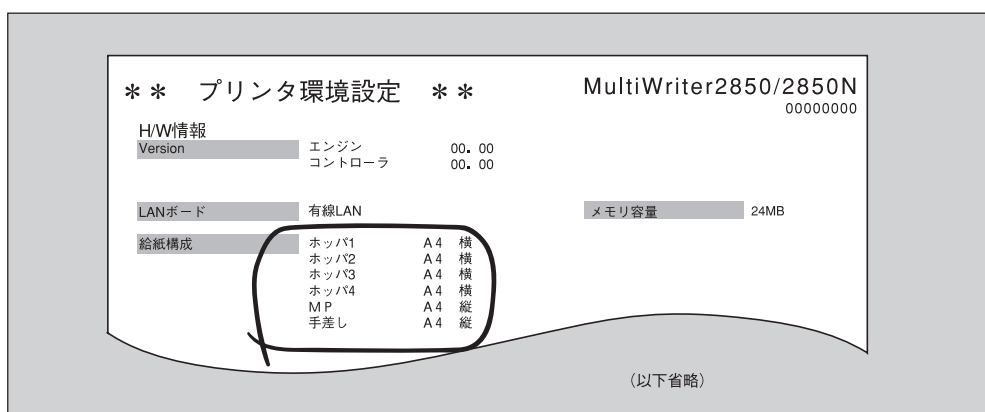 ** プリンタ環境設定 **
MultiWriter2850/2850N
00000000
H/W情報
Version エンジン 00. 00
コントローラ 00. 00
LANボード 有線LAN メモリ容量 24MB
給紙構成 ホッパ1 A4 横
ホッパ2 A4 横
ホッパ3 A4 横
ホッパ4 A4 横
MP A4 縦
手差し A4 縦
(以下省略)